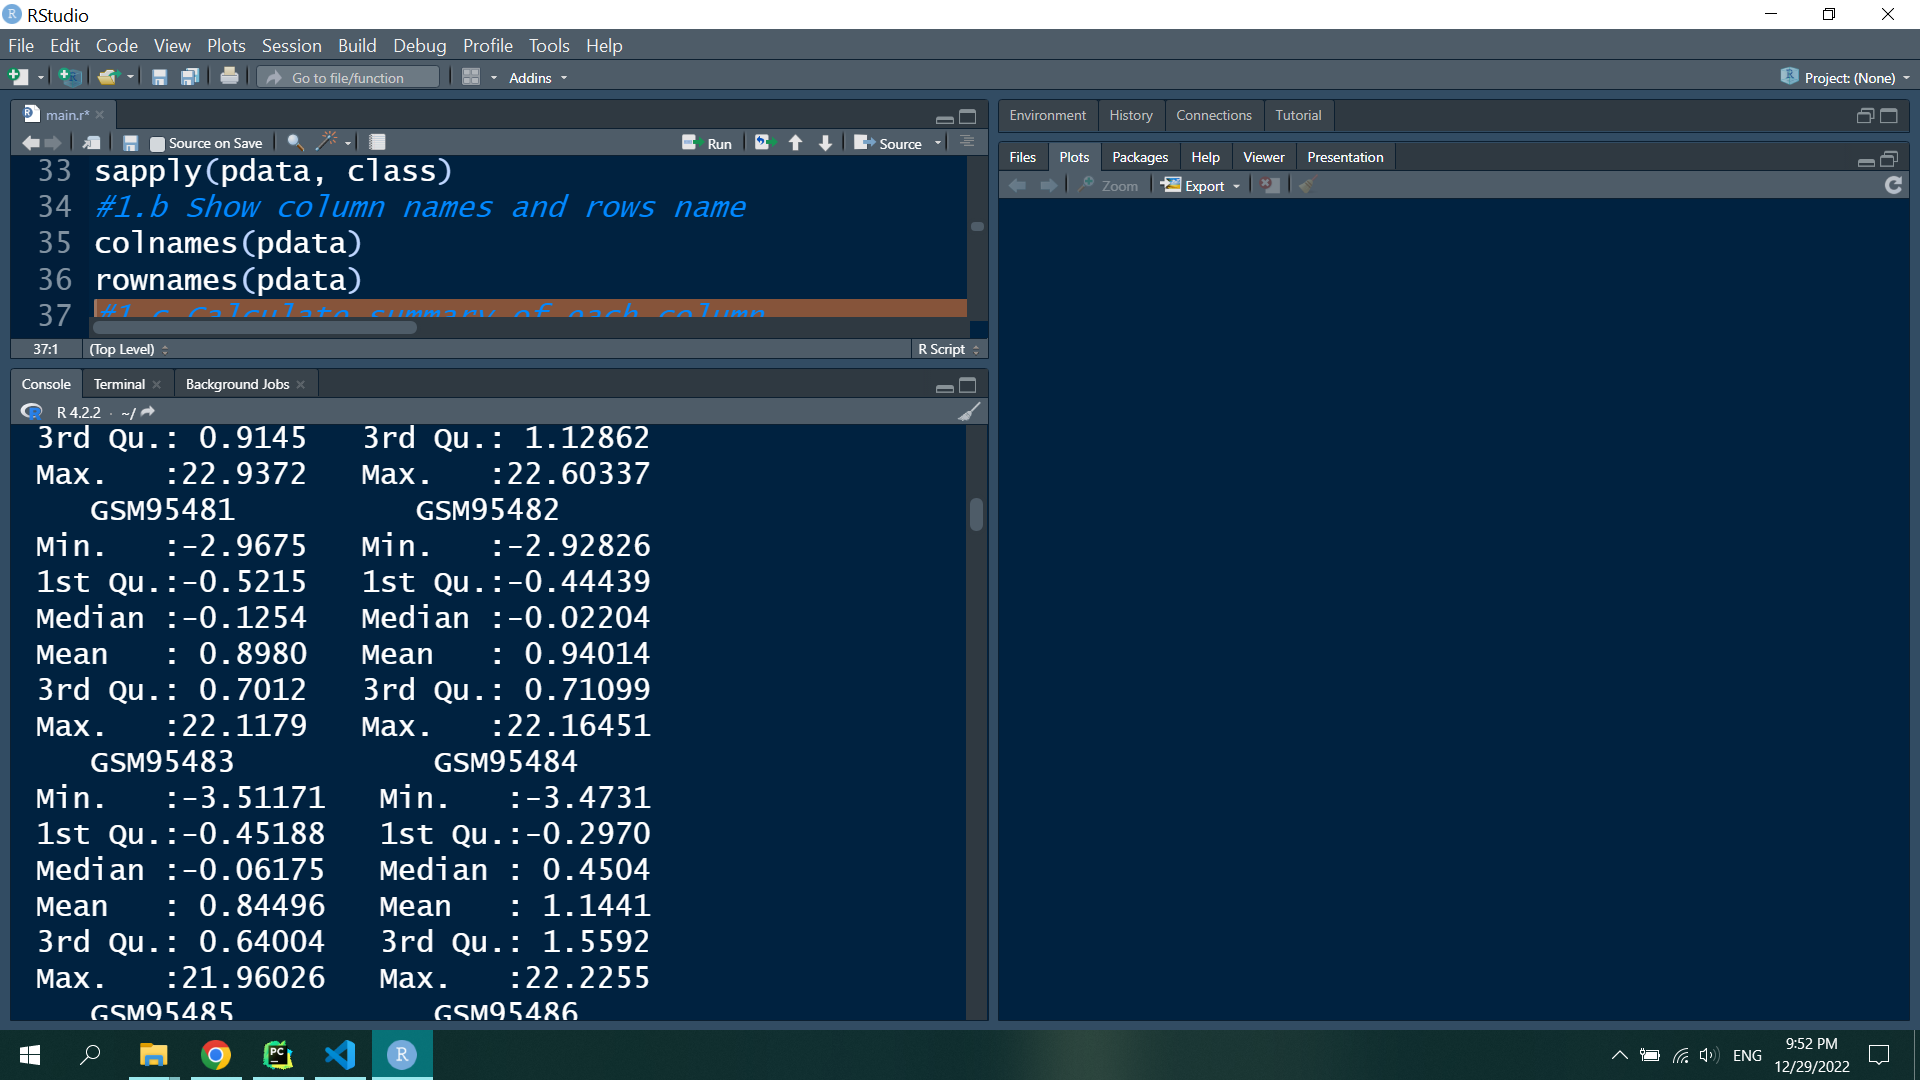 RStudio
File Edit Code View Plots Session Build Debug Profile Tools Help
Go to file/function Addins Project: (None)
main.r*
Source on Save Run Source
33 sapply(pdata, class)
34 #1.b Show column names and rows name
35 colnames(pdata)
36 rownames(pdata)
37 #1.c Calculate summary of each column
37:1 (Top Level) R Script
Console Terminal Background Jobs
R 4.2.2 · ~/
3rd Qu.: 0.9145 3rd Qu.: 1.12862
Max. :22.9372 Max. :22.60337
GSM95481 GSM95482
Min. :-2.9675 Min. :-2.92826
1st Qu.:-0.5215 1st Qu.:-0.44439
Median :-0.1254 Median :-0.02204
Mean : 0.8980 Mean : 0.94014
3rd Qu.: 0.7012 3rd Qu.: 0.71099
Max. :22.1179 Max. :22.16451
GSM95483 GSM95484
Min. :-3.51171 Min. :-3.4731
1st Qu.:-0.45188 1st Qu.:-0.2970
Median :-0.06175 Median : 0.4504
Mean : 0.84496 Mean : 1.1441
3rd Qu.: 0.64004 3rd Qu.: 1.5592
Max. :21.96026 Max. :22.2255
GSM95485 GSM95486
Environment History Connections Tutorial
Files Plots Packages Help Viewer Presentation
Zoom Export
ENG
9:52 PM
12/29/2022